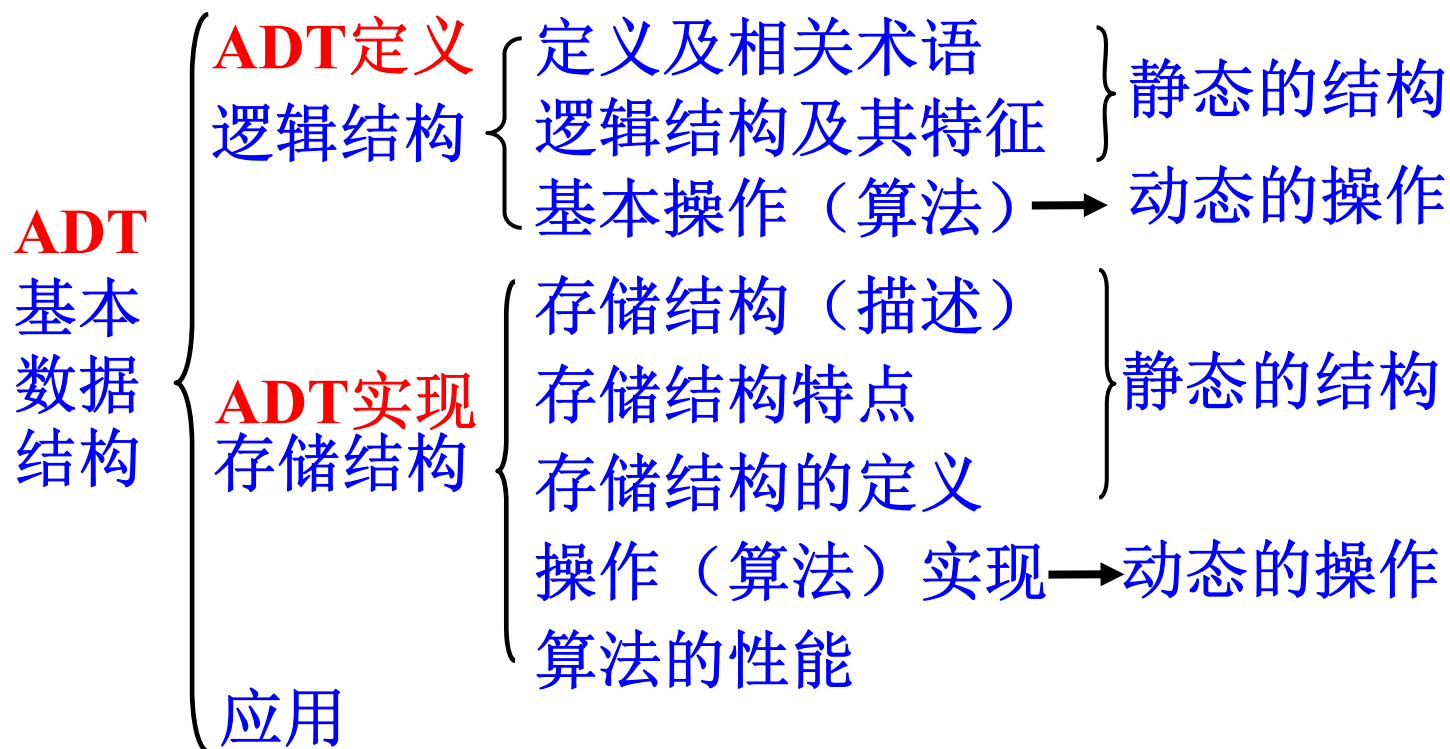 ADT
基本
数据
结构
ADT定义
逻辑结构
定义及相关术语
逻辑结构及其特征
基本操作（算法）
静态的结构
动态的操作
ADT实现
存储结构
存储结构（描述）
存储结构特点
存储结构的定义
操作（算法）实现
算法的性能
静态的结构
动态的操作
应用